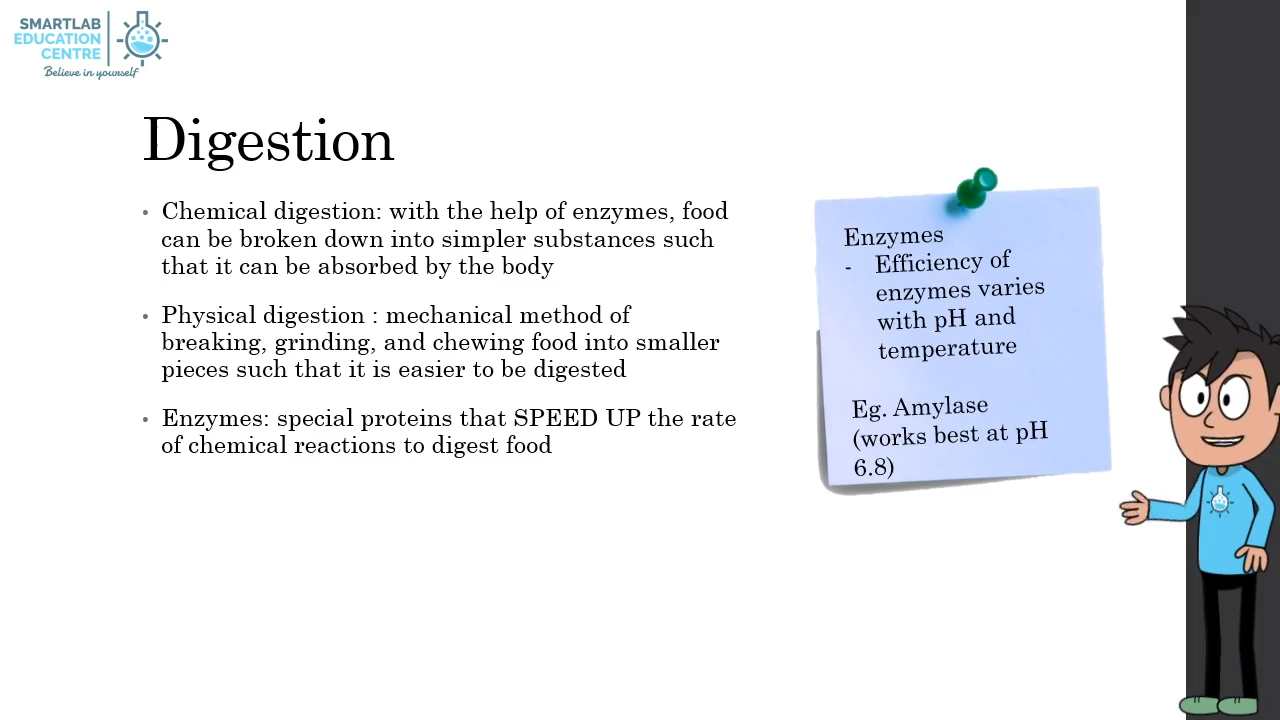 SMARTLAB
EDUCATION
CENTRE
Believe in yourself
Digestion
• Chemical digestion: with the help of enzymes, food
can be broken down into simpler substances such
that it can be absorbed by the body
• Physical digestion : mechanical method of
breaking, grinding, and chewing food into smaller
pieces such that it is easier to be digested
• Enzymes: special proteins that SPEED UP the rate
of chemical reactions to digest food
Enzymes
- Efficiency of
enzymes varies
with pH and
temperature
Eg. Amylase
(works best at pH
6.8)